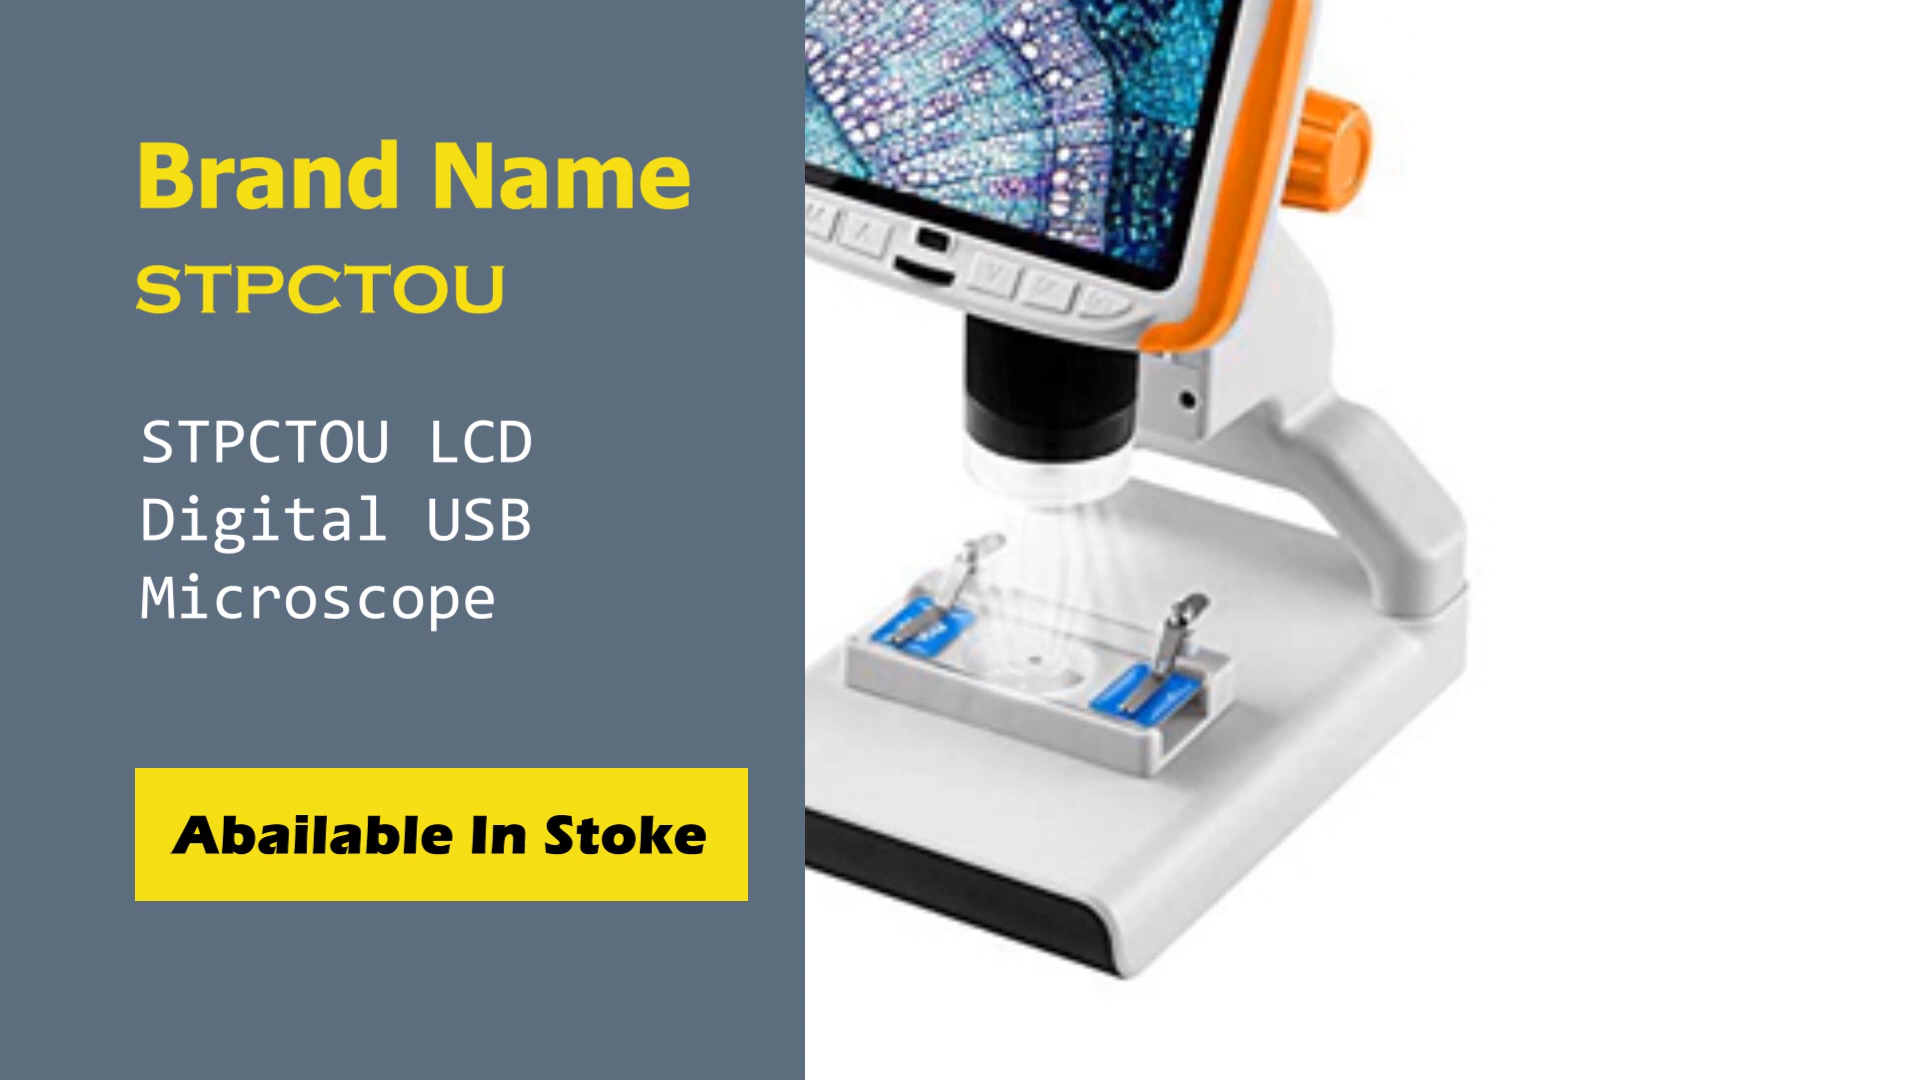 Brand Name
STPCTOU
STPCTOU LCD
Digital USB
Microscope
Abailable In Stoke